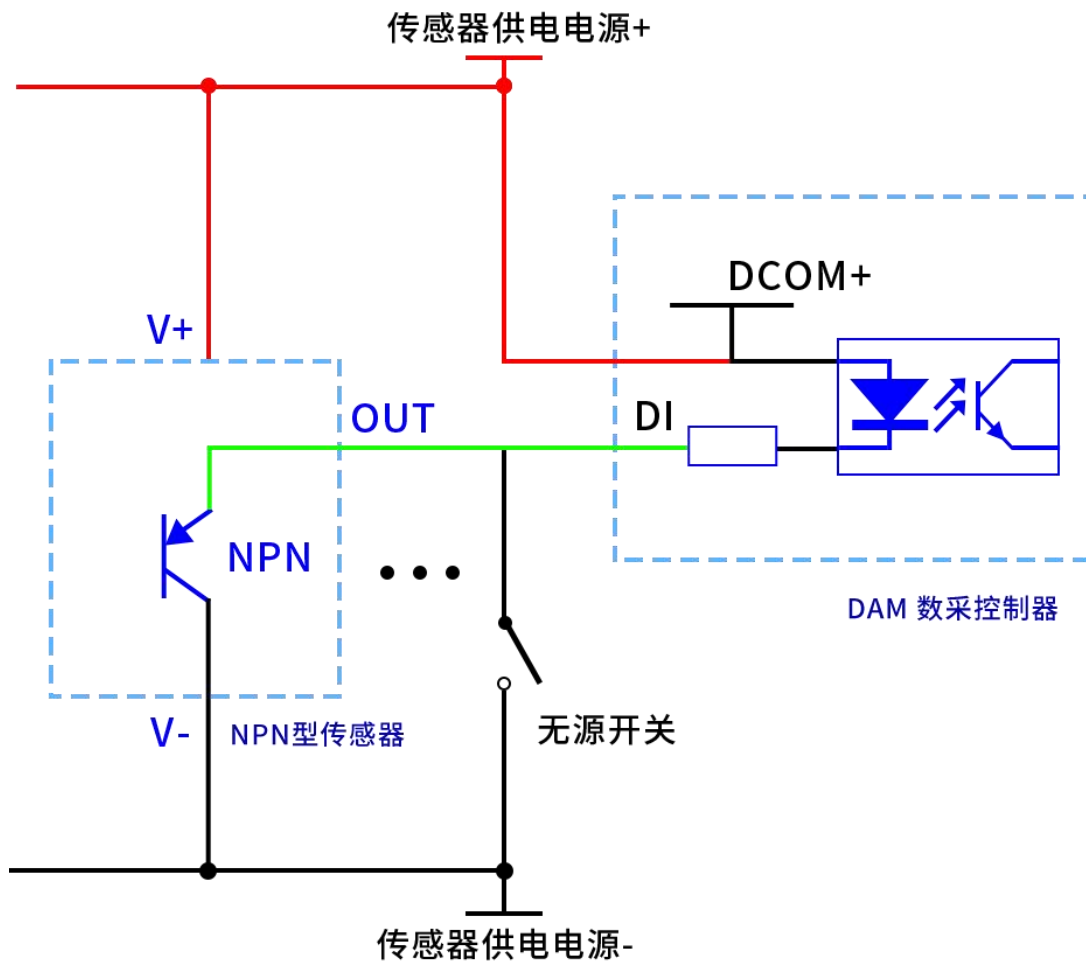 传感器供电电源+
DCOM+
V+
OUT
DI
NPN
DAM 数采控制器
V-
NPN型传感器
无源开关
传感器供电电源-